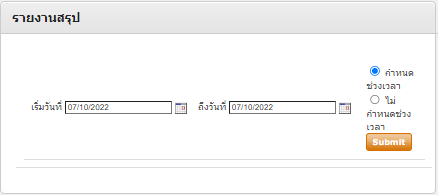 รายงานสรุป
เริ่มวันที่ 07/10/2022 ถึงวันที่ 07/10/2022
กำหนด
ช่วงเวลา
ไม่
กำหนดช่วง
เวลา
Submit